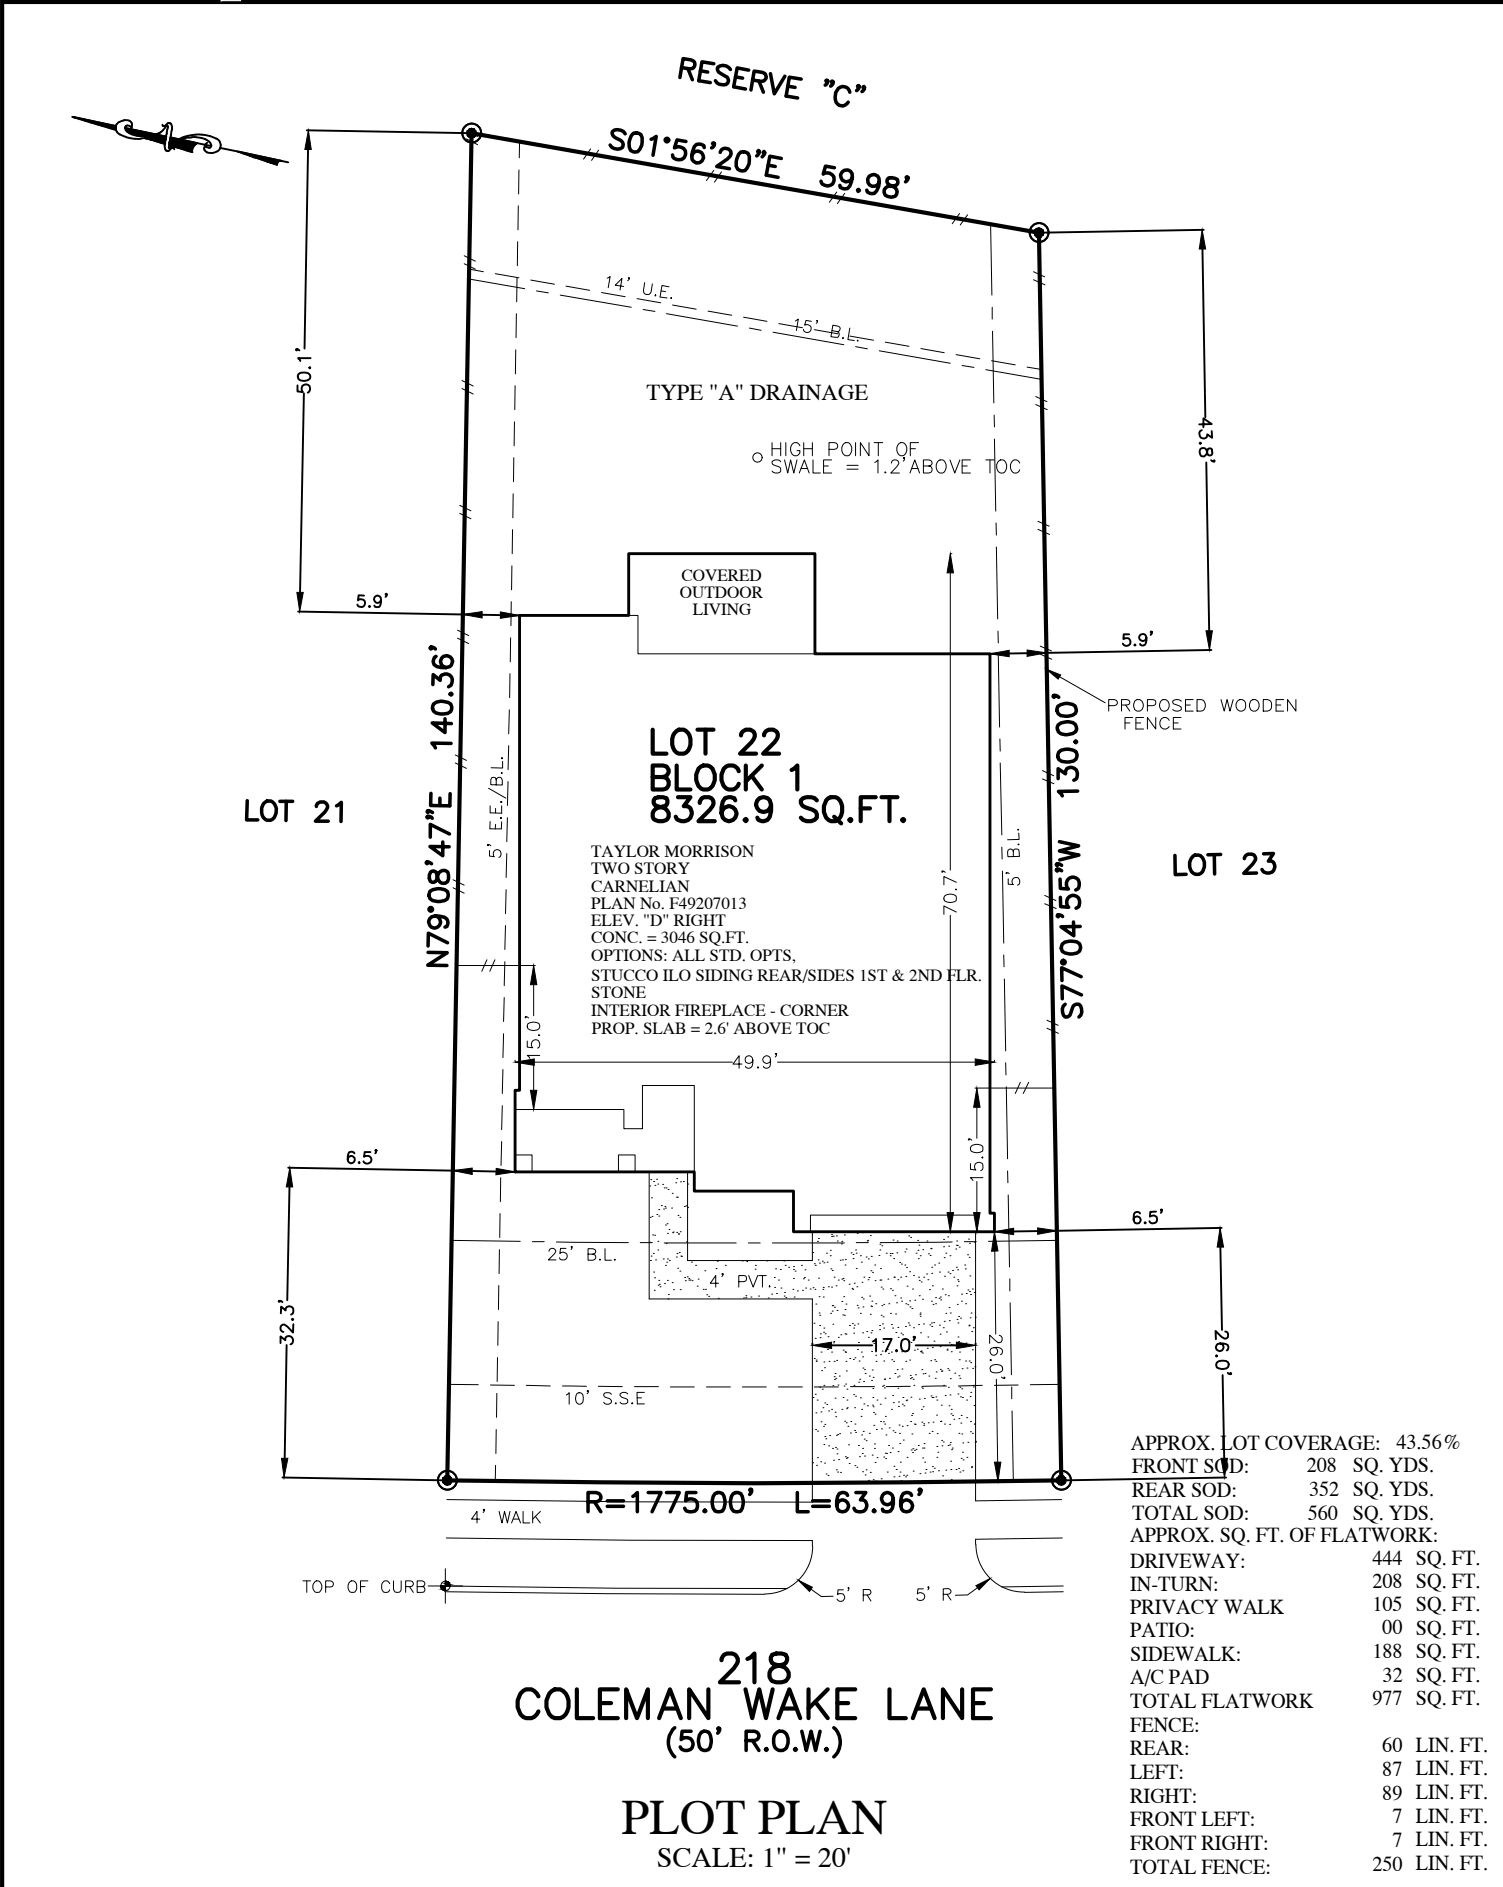 RESERVE "C"
S01°56'20"E 59.98'
50.1'
14' U.E.
15' B.L.
43.8'
TYPE "A" DRAINAGE
HIGH POINT OF
SWALE = 1.2' ABOVE TOC
COVERED
OUTDOOR
LIVING
5.9'
5.9'
PROPOSED WOODEN
FENCE
N79°08'47"E 140.36'
S77°04'55"W 130.00'
LOT 22
BLOCK 1
8326.9 SQ.FT.
LOT 21
LOT 23
5' E.E./B.L.
5' B.L.
70.7'
TAYLOR MORRISON
TWO STORY
CARNELIAN
PLAN No. F49207013
ELEV. "D" RIGHT
CONC. = 3046 SQ.FT.
OPTIONS: ALL STD. OPTS,
STUCCO ILO SIDING REAR/SIDES 1ST & 2ND FLR.
STONE
INTERIOR FIREPLACE - CORNER
PROP. SLAB = 2.6' ABOVE TOC
15.0'
49.9'
15.0'
6.5'
6.5'
25' B.L.
4' PVT.
32.3'
17.0'
26.0'
26.0'
10' S.S.E
R=1775.00' L=63.96'
4' WALK
TOP OF CURB
5' R
5' R
218
COLEMAN WAKE LANE
(50' R.O.W.)
PLOT PLAN
SCALE: 1" = 20'
APPROX. LOT COVERAGE: 43.56%
FRONT SOD: 208 SQ. YDS.
REAR SOD: 352 SQ. YDS.
TOTAL SOD: 560 SQ. YDS.
APPROX. SQ. FT. OF FLATWORK:
DRIVEWAY: 444 SQ. FT.
IN-TURN: 208 SQ. FT.
PRIVACY WALK 105 SQ. FT.
PATIO: 00 SQ. FT.
SIDEWALK: 188 SQ. FT.
A/C PAD 32 SQ. FT.
TOTAL FLATWORK 977 SQ. FT.
FENCE:
REAR: 60 LIN. FT.
LEFT: 87 LIN. FT.
RIGHT: 89 LIN. FT.
FRONT LEFT: 7 LIN. FT.
FRONT RIGHT: 7 LIN. FT.
TOTAL FENCE: 250 LIN. FT.